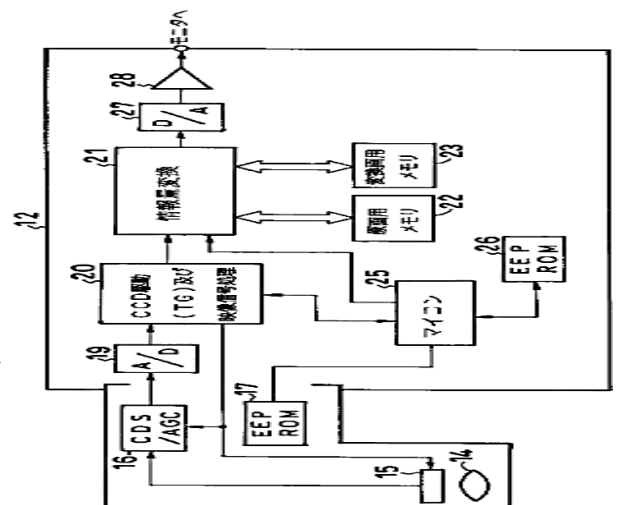 12
16
CDS
/AGC
19
A/D
20
CCD駆動
(TG)及び
映像信号処理
21
情報量変換
27
D/A
28
モニタへ
17
EEP
ROM
25
マイコン
原画用
メモリ
22
変換画用
メモリ
23
26
EEP
ROM
15
14